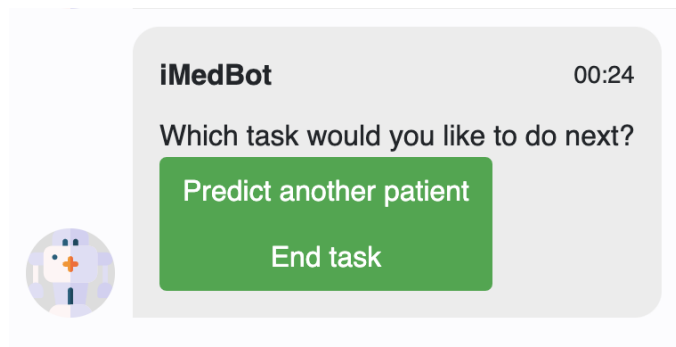 iMedBot 00:24
Which task would you like to do next?
Predict another patient
End task